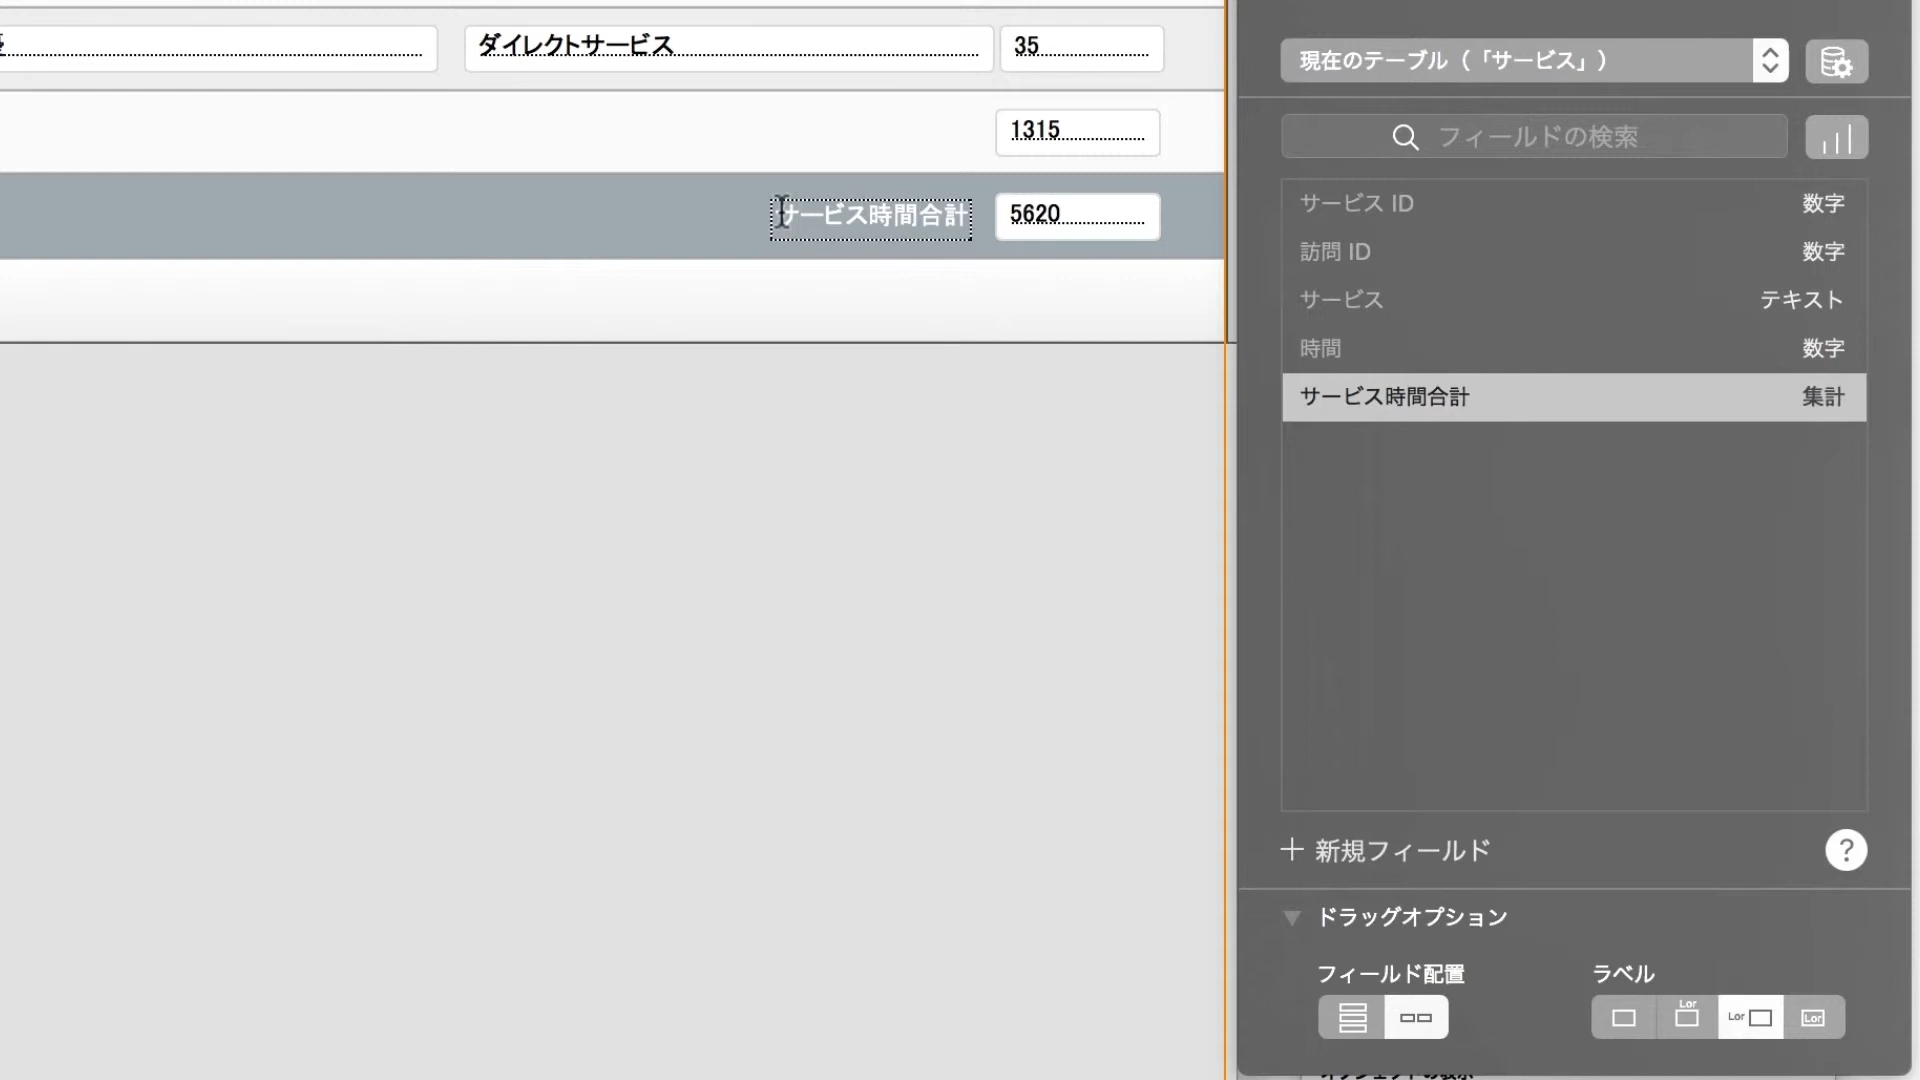 ダイレクトサービス
35
1315
サービス時間合計
5620
現在のテーブル（「サービス」）
フィールドの検索
サービス ID 数字
訪問 ID 数字
サービス テキスト
時間 数字
サービス時間合計 集計
新規フィールド
?
ドラッグオプション
フィールド配置
ラベル
Lor
Lor
Lor